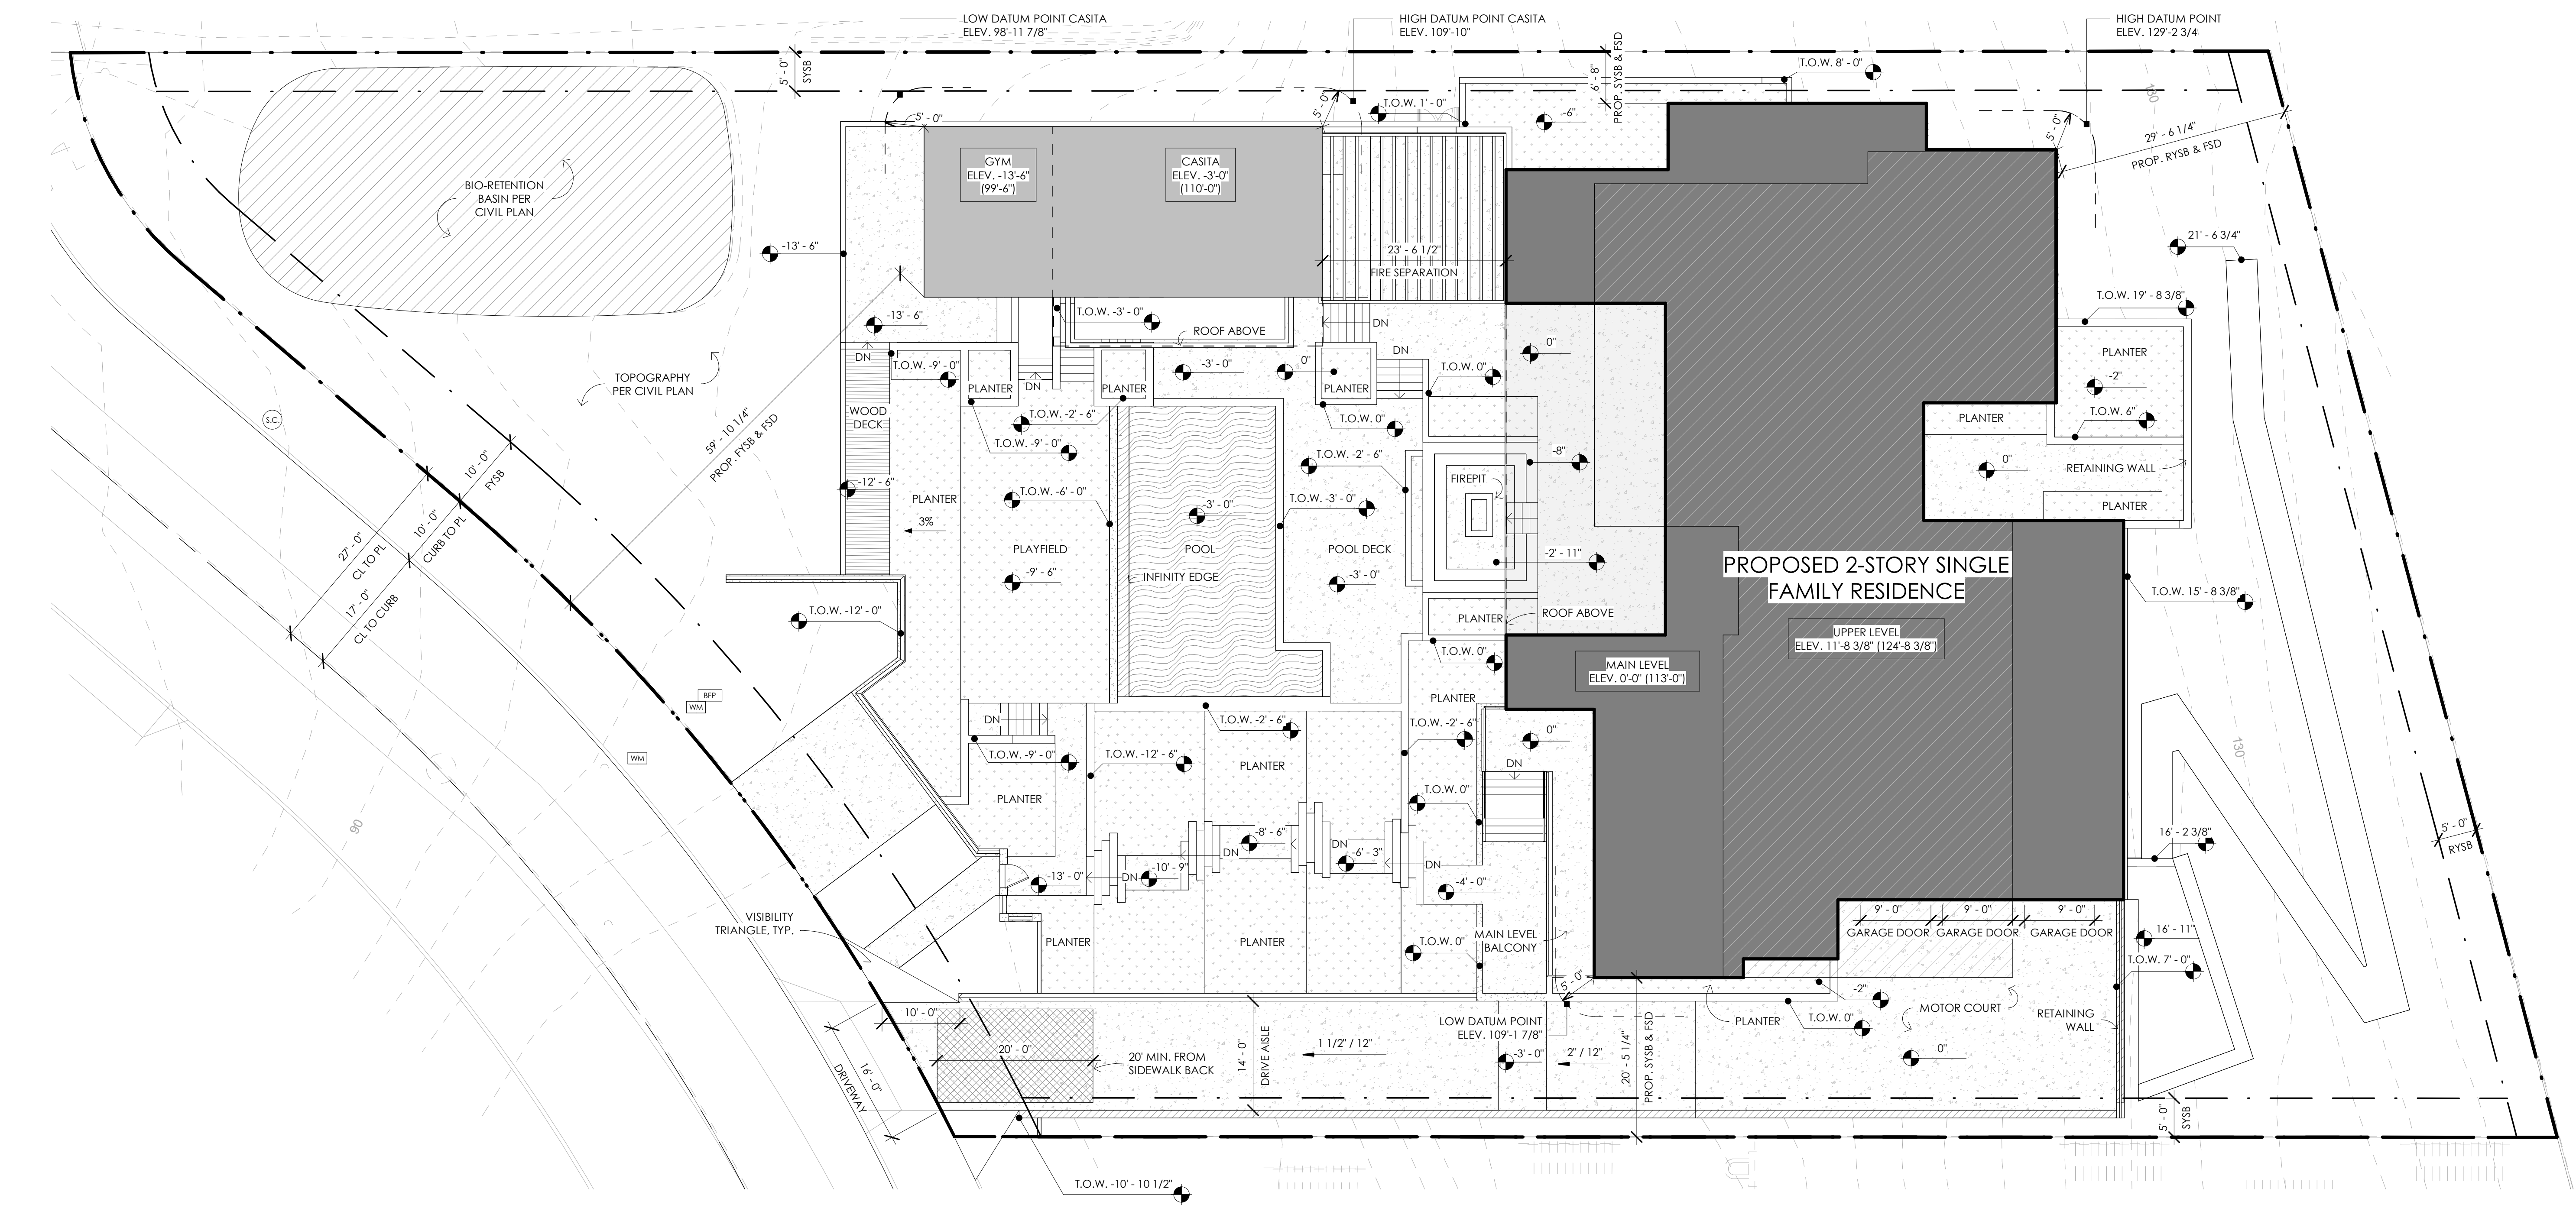 LOW DATUM POINT CASITA
ELEV. 98'-11 7/8"
HIGH DATUM POINT CASITA
ELEV. 109'-10"
HIGH DATUM POINT
ELEV. 129'-2 3/4
5' - 0"
SYSB
6' - 8"
PROP. SYSB & FSD
T.O.W. 8' - 0"
130
5' - 0"
5' - 0"
T.O.W. 1' - 0"
-6"
5' - 0"
29' - 6 1/4"
PROP. RYSB & FSD
GYM
ELEV. -13'-6"
(99'-6")
CASITA
ELEV. -3'-0"
(110'-0")
BIO-RETENTION
BASIN PER
CIVIL PLAN
-13' - 6"
23' - 6 1/2"
FIRE SEPARATION
21' - 6 3/4"
T.O.W. 19' - 8 3/8"
-13' - 6"
T.O.W. -3' - 0"
ROOF ABOVE
DN
DN
T.O.W. -9' - 0"
PLANTER
DN
PLANTER
-3' - 0"
0"
PLANTER
DN
T.O.W. 0"
0"
PLANTER
-2"
TOPOGRAPHY
PER CIVIL PLAN
WOOD
DECK
T.O.W. -2' - 6"
T.O.W. -9' - 0"
T.O.W. 0"
PLANTER
T.O.W. 6"
S.C.
59' - 10 1/4"
PROP. FYSB & FSD
10' - 0"
FYSB
T.O.W. -2' - 6"
-8"
0"
RETAINING WALL
FIREPIT
-12' - 6"
PLANTER
T.O.W. -6' - 0"
-3' - 0"
T.O.W. -3' - 0"
PLANTER
3%
27' - 0"
CL TO PL
10' - 0"
CURB TO PL
17' - 0"
CL TO CURB
PLAYFIELD
-9' - 6"
POOL
INFINITY EDGE
POOL DECK
-3' - 0"
-2' - 11"
PROPOSED 2-STORY SINGLE
FAMILY RESIDENCE
T.O.W. 15' - 8 3/8"
T.O.W. -12' - 0"
PLANTER
ROOF ABOVE
UPPER LEVEL
ELEV. 11'-8 3/8" (124'-8 3/8")
T.O.W. 0"
MAIN LEVEL
ELEV. 0'-0" (113'-0")
BFP
WM
PLANTER
DN
T.O.W. -2' - 6"
T.O.W. -2' - 6"
0"
130
WM
T.O.W. -9' - 0"
T.O.W. -12' - 6"
PLANTER
DN
T.O.W. 0"
PLANTER
90
-8' - 6"
DN
DN
-6' - 3"
DN
16' - 2 3/8"
5' - 0"
RYSB
-13' - 0"
DN
-10' - 9"
-4' - 0"
VISIBILITY
TRIANGLE, TYP.
PLANTER
PLANTER
T.O.W. 0"
MAIN LEVEL
BALCONY
9' - 0"
GARAGE DOOR
9' - 0"
GARAGE DOOR
9' - 0"
GARAGE DOOR
16' - 11"
T.O.W. 7' - 0"
5' - 0"
-2"
MOTOR COURT
RETAINING
WALL
10' - 0"
LOW DATUM POINT
ELEV. 109'-1 7/8"
PLANTER
T.O.W. 0"
20' - 0"
20' MIN. FROM
SIDEWALK BACK
14' - 0"
DRIVE AISLE
1 1/2" / 12"
-3' - 0"
2" / 12"
20' - 5 1/4"
PROP. SYSB & FSD
0"
16' - 0"
DRIVEWAY
5' - 0"
SYSB
T.O.W. -10' - 10 1/2"